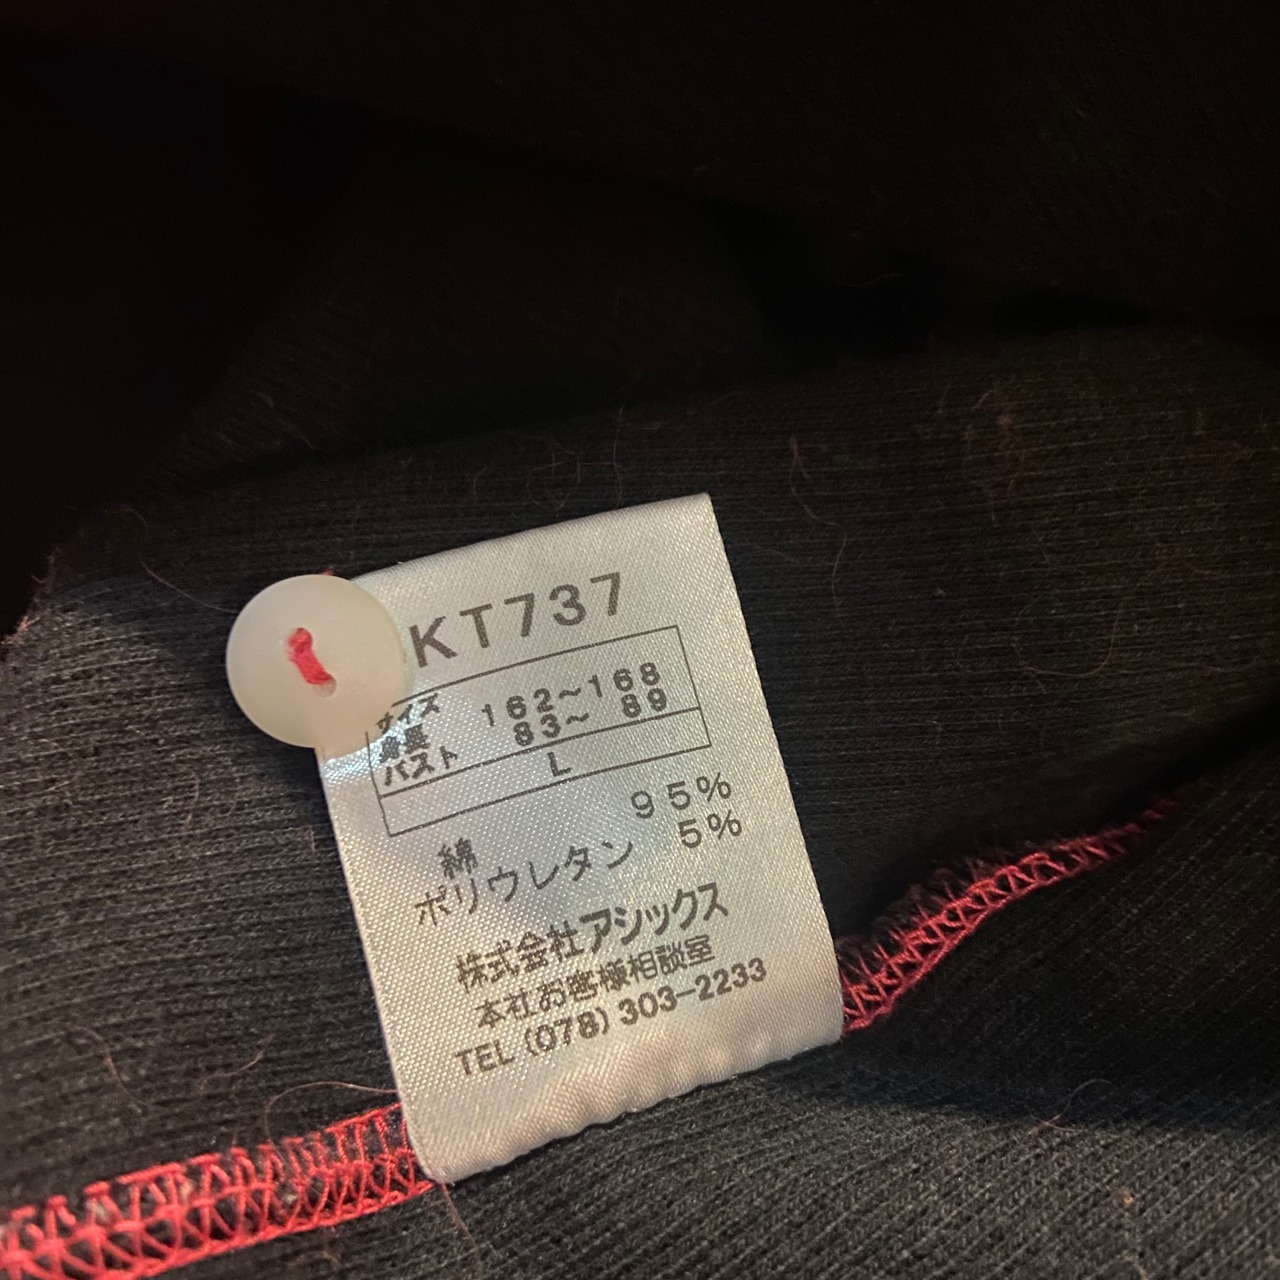 KT737
サイズ
身長 162~168
バスト 83~ 89
L
綿 95%
ポリウレタン 5%
株式会社アシックス
本社お客様相談室
TEL (078) 303-2233